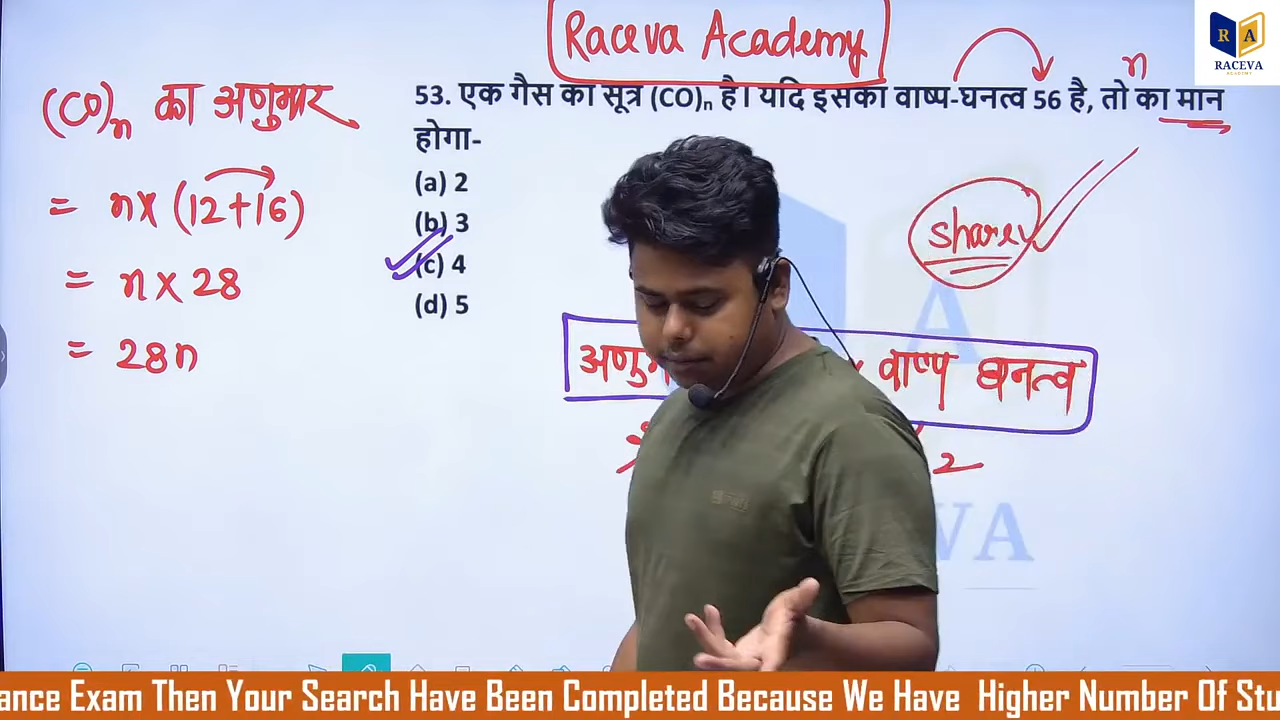 Raceva Academy
R A
RACEVA
ACADEMY
n
53. एक गैस का सूत्र (CO)n है। यदि इसका वाष्प-घनत्व 56 है, तो का मान
होगा-
(a) 2
(b) 3
(c) 4
(d) 5
(CO)n का अणुभार
= n× (12+16)
= n × 28
= 28n
share
वाष्प घनत्व
2
A
VA
ance Exam Then Your Search Have Been Completed Because We Have Higher Number Of Stu